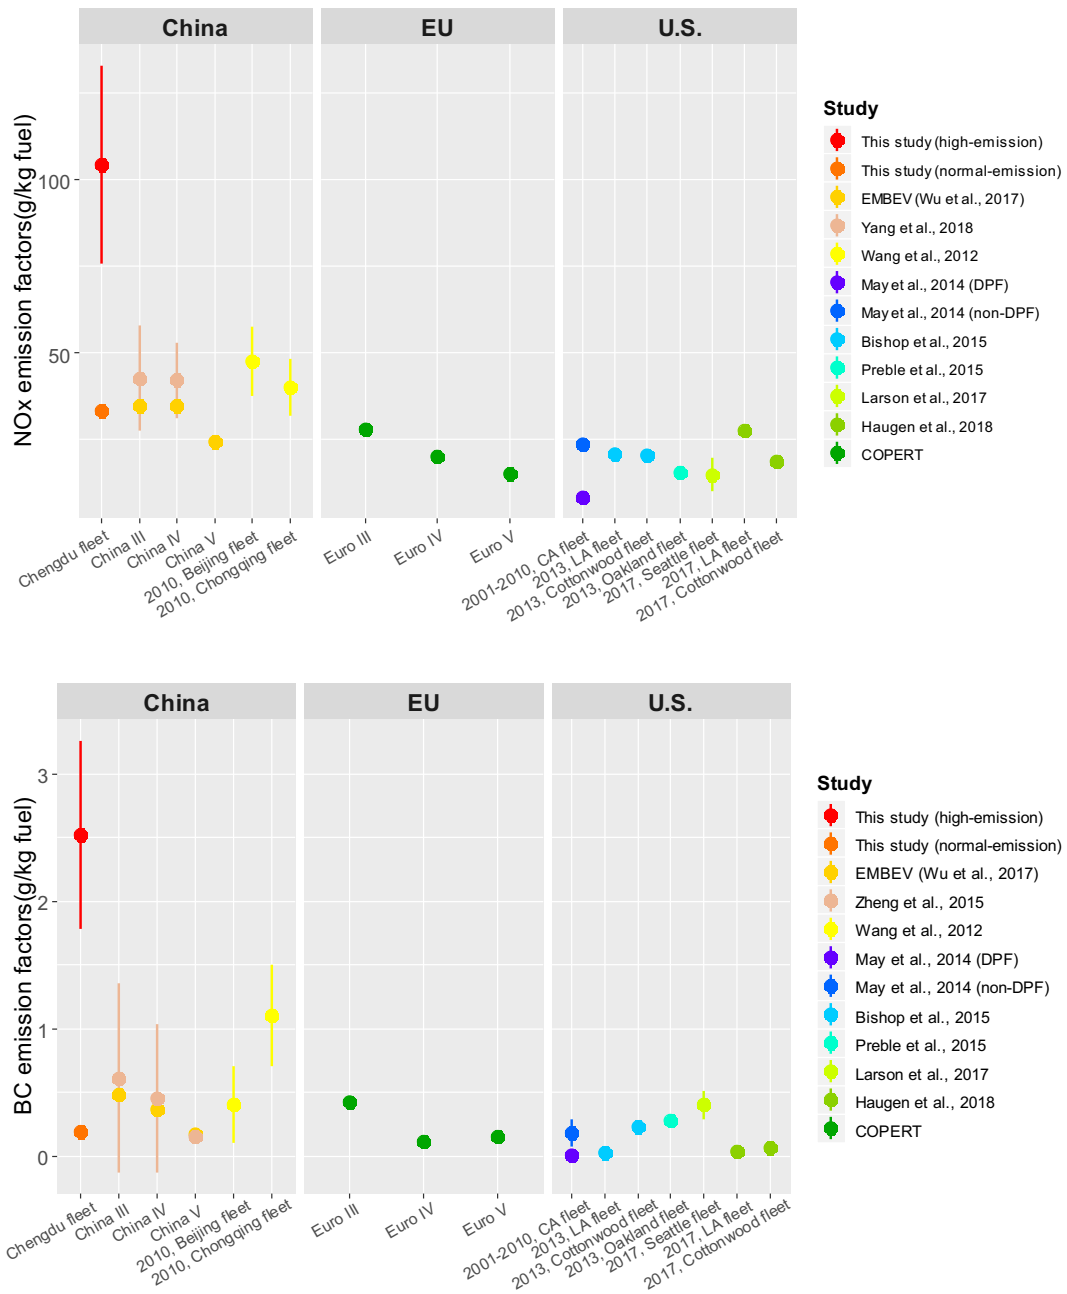 China
EU
U.S.
NOx emission factors(g/kg fuel)
100
50
Chengdu fleet
China III
China IV
China V
2010, Beijing fleet
2010, Chongqing fleet
Euro III
Euro IV
Euro V
2001-2010, CA fleet
2013, LA fleet
2013, Cottonwood fleet
2013, Oakland fleet
2017, Seattle fleet
2017, LA fleet
2017, Cottonwood fleet
Study
This study (high-emission)
This study (normal-emission)
EMBEV (Wu et al., 2017)
Yang et al., 2018
Wang et al., 2012
May et al., 2014 (DPF)
May et al., 2014 (non-DPF)
Bishop et al., 2015
Preble et al., 2015
Larson et al., 2017
Haugen et al., 2018
COPERT
China
EU
U.S.
BC emission factors(g/kg fuel)
3
2
1
0
Chengdu fleet
China III
China IV
China V
2010, Beijing fleet
2010, Chongqing fleet
Euro III
Euro IV
Euro V
2001-2010, CA fleet
2013, LA fleet
2013, Cottonwood fleet
2013, Oakland fleet
2017, Seattle fleet
2017, LA fleet
2017, Cottonwood fleet
Study
This study (high-emission)
This study (normal-emission)
EMBEV (Wu et al., 2017)
Zheng et al., 2015
Wang et al., 2012
May et al., 2014 (DPF)
May et al., 2014 (non-DPF)
Bishop et al., 2015
Preble et al., 2015
Larson et al., 2017
Haugen et al., 2018
COPERT